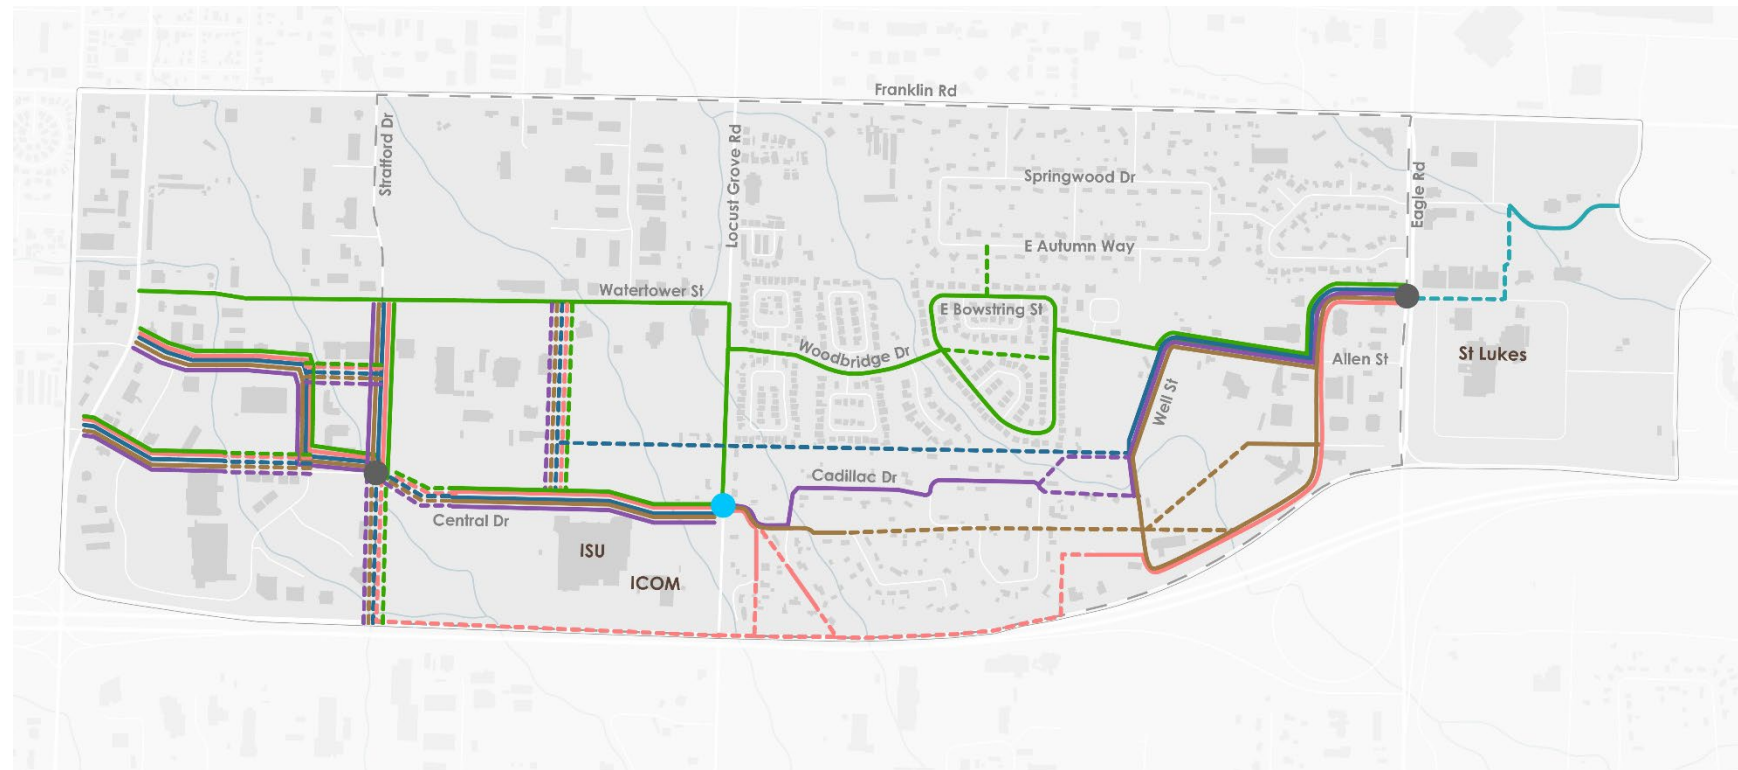 Franklin Rd
Stratford Dr
Locust Grove Rd
Springwood Dr
Eagle Rd
E Autumn Way
Watertower St
E Bowstring St
Woodbridge Dr
Allen St
St Lukes
Well St
Cadillac Dr
Central Dr
ISU
ICOM